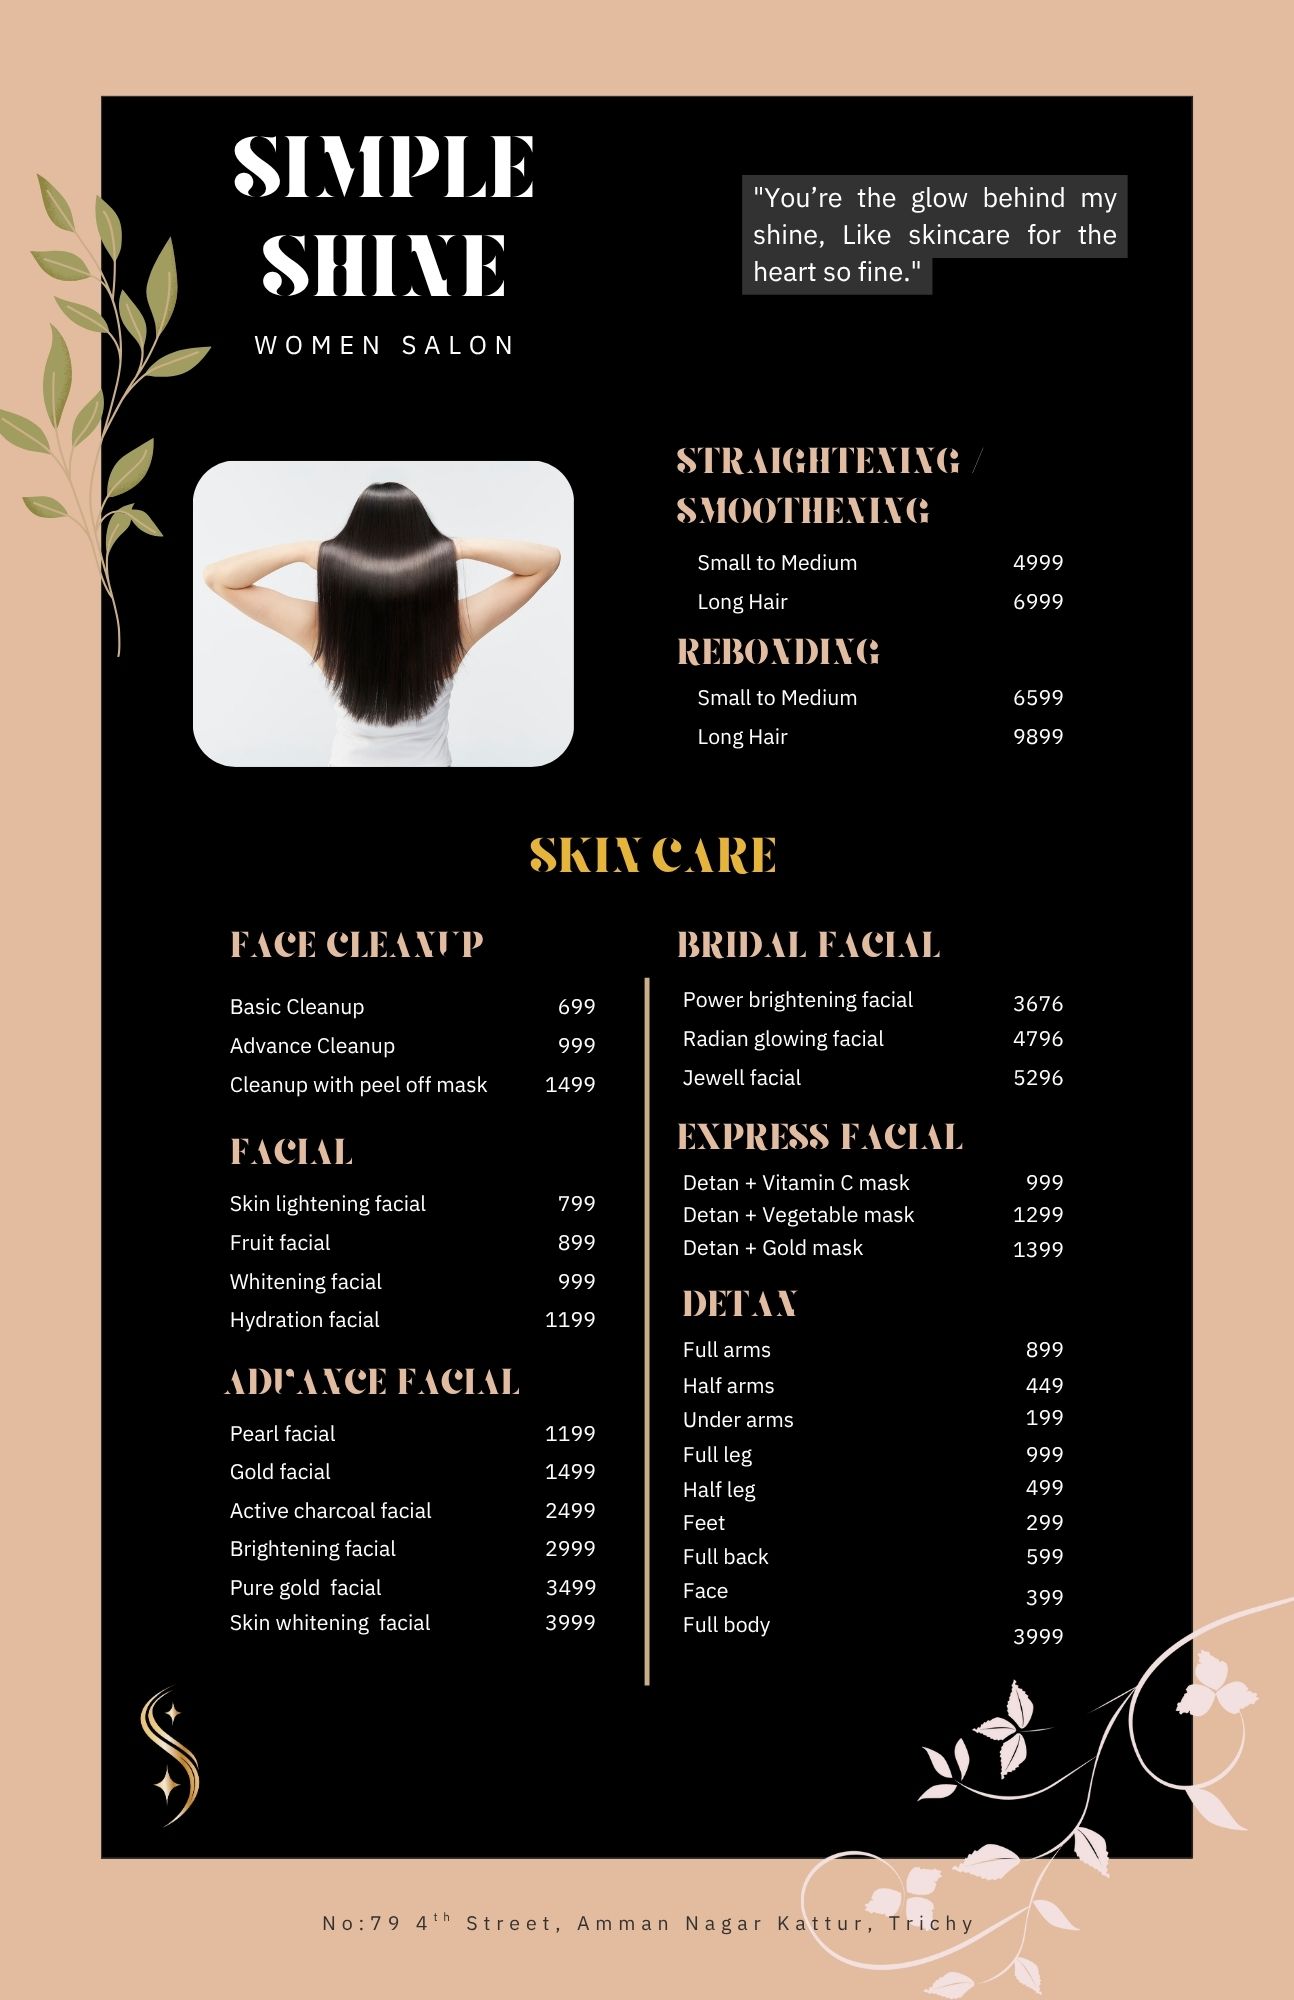 SIMPLE
SHINE
WOMEN SALON
"You’re the glow behind my
shine, Like skincare for the
heart so fine."
STRAIGHTENING /
SMOOTHENING
Small to Medium 4999
Long Hair 6999
REBONDING
Small to Medium 6599
Long Hair 9899
SKIN CARE
FACE CLEANUP
Basic Cleanup 699
Advance Cleanup 999
Cleanup with peel off mask 1499
FACIAL
Skin lightening facial 799
Fruit facial 899
Whitening facial 999
Hydration facial 1199
ADVANCE FACIAL
Pearl facial 1199
Gold facial 1499
Active charcoal facial 2499
Brightening facial 2999
Pure gold facial 3499
Skin whitening facial 3999
BRIDAL FACIAL
Power brightening facial 3676
Radian glowing facial 4796
Jewell facial 5296
EXPRESS FACIAL
Detan + Vitamin C mask 999
Detan + Vegetable mask 1299
Detan + Gold mask 1399
DETAN
Full arms 899
Half arms 449
Under arms 199
Full leg 999
Half leg 499
Feet 299
Full back 599
Face 399
Full body 3999
No:79 4th Street, Amman Nagar Kattur, Trichy